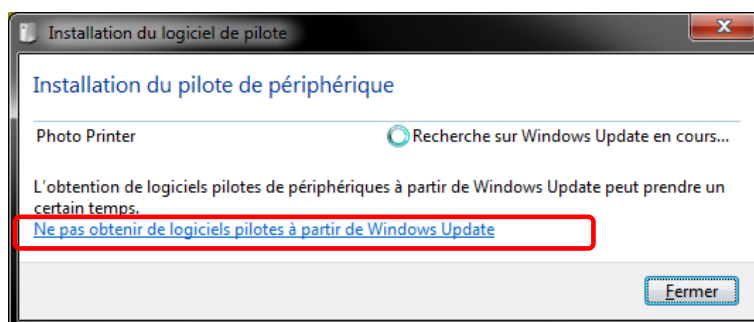 Installation du logiciel de pilote
Installation du pilote de périphérique
Photo Printer Recherche sur Windows Update en cours...
L'obtention de logiciels pilotes de périphériques à partir de Windows Update peut prendre un
certain temps.
Ne pas obtenir de logiciels pilotes à partir de Windows Update
Fermer